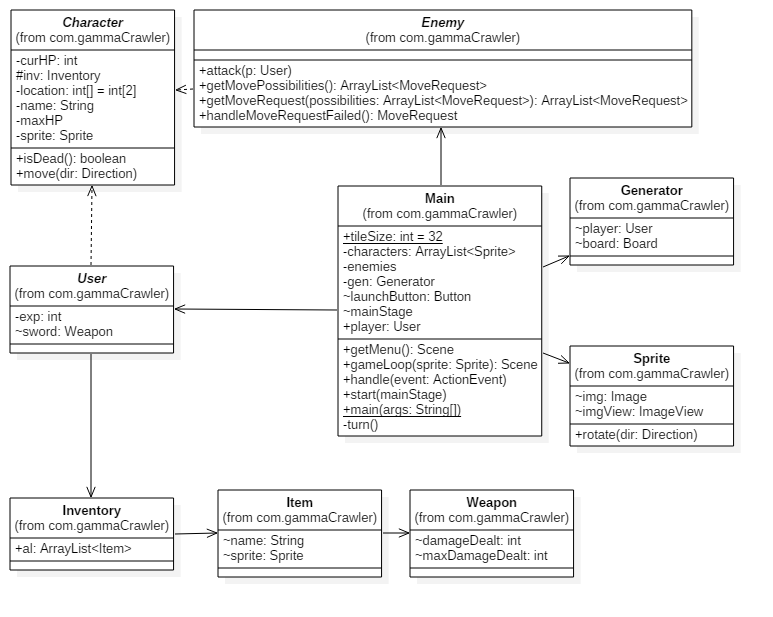 Character
(from com.gammaCrawler)
-curHP: int
#inv: Inventory
-location: int[] = int[2]
-name: String
-maxHP
-sprite: Sprite
+isDead(): boolean
+move(dir: Direction)
Enemy
(from com.gammaCrawler)
+attack(p: User)
+getMovePossibilities(): ArrayList<MoveRequest>
+getMoveRequest(possibilities: ArrayList<MoveRequest>): ArrayList<MoveRequest>
+handleMoveRequestFailed(): MoveRequest
Main
(from com.gammaCrawler)
+tileSize: int = 32
-characters: ArrayList<Sprite>
-enemies
-gen: Generator
~launchButton: Button
~mainStage
+player: User
+getMenu(): Scene
+gameLoop(sprite: Sprite): Scene
+handle(event: ActionEvent)
+start(mainStage)
+main(args: String[])
-turn()
Generator
(from com.gammaCrawler)
~player: User
~board: Board
User
(from com.gammaCrawler)
-exp: int
~sword: Weapon
Sprite
(from com.gammaCrawler)
~img: Image
~imgView: ImageView
+rotate(dir: Direction)
Inventory
(from com.gammaCrawler)
+al: ArrayList<Item>
Item
(from com.gammaCrawler)
~name: String
~sprite: Sprite
Weapon
(from com.gammaCrawler)
~damageDealt: int
~maxDamageDealt: int